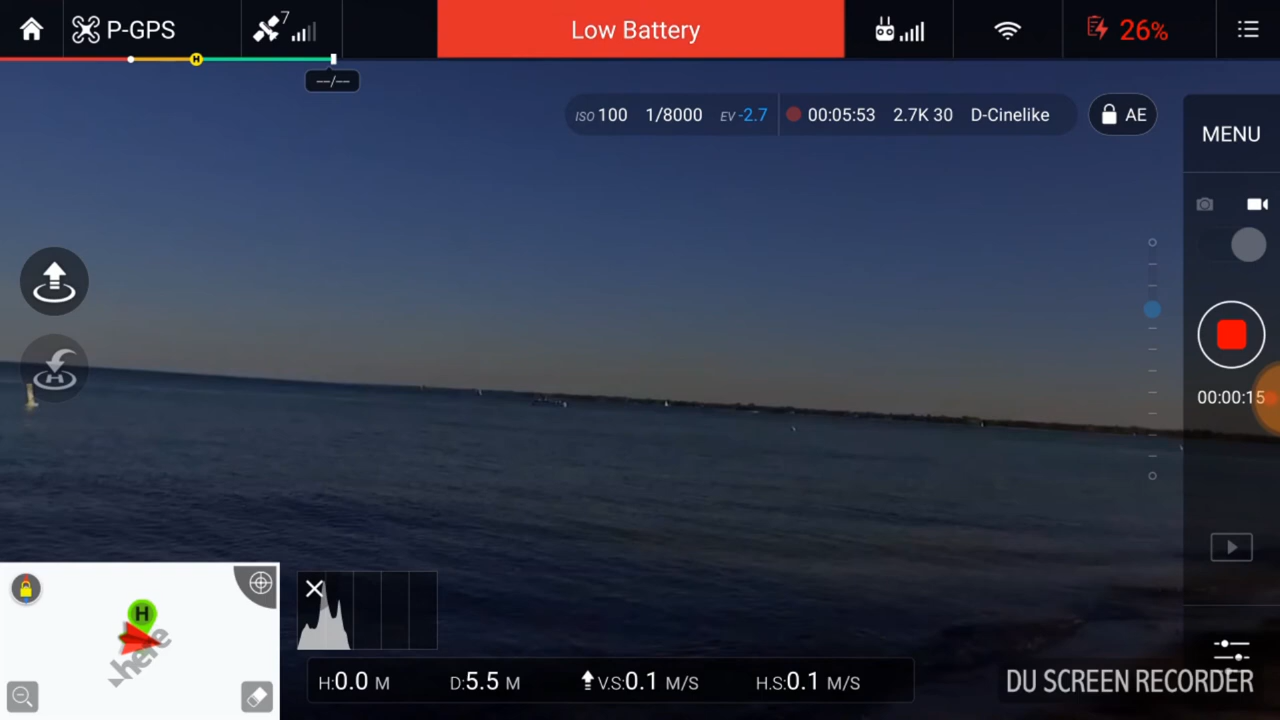 P-GPS
7
Low Battery
26%
H
--/--
ISO 100 1/8000 EV -2.7 00:05:53 2.7K 30 D-Cinelike
AE
MENU
00:00:15
H
H
here
H:0.0 M D:5.5 M V.S:0.1 M/S H.S:0.1 M/S
DU SCREEN RECORDER